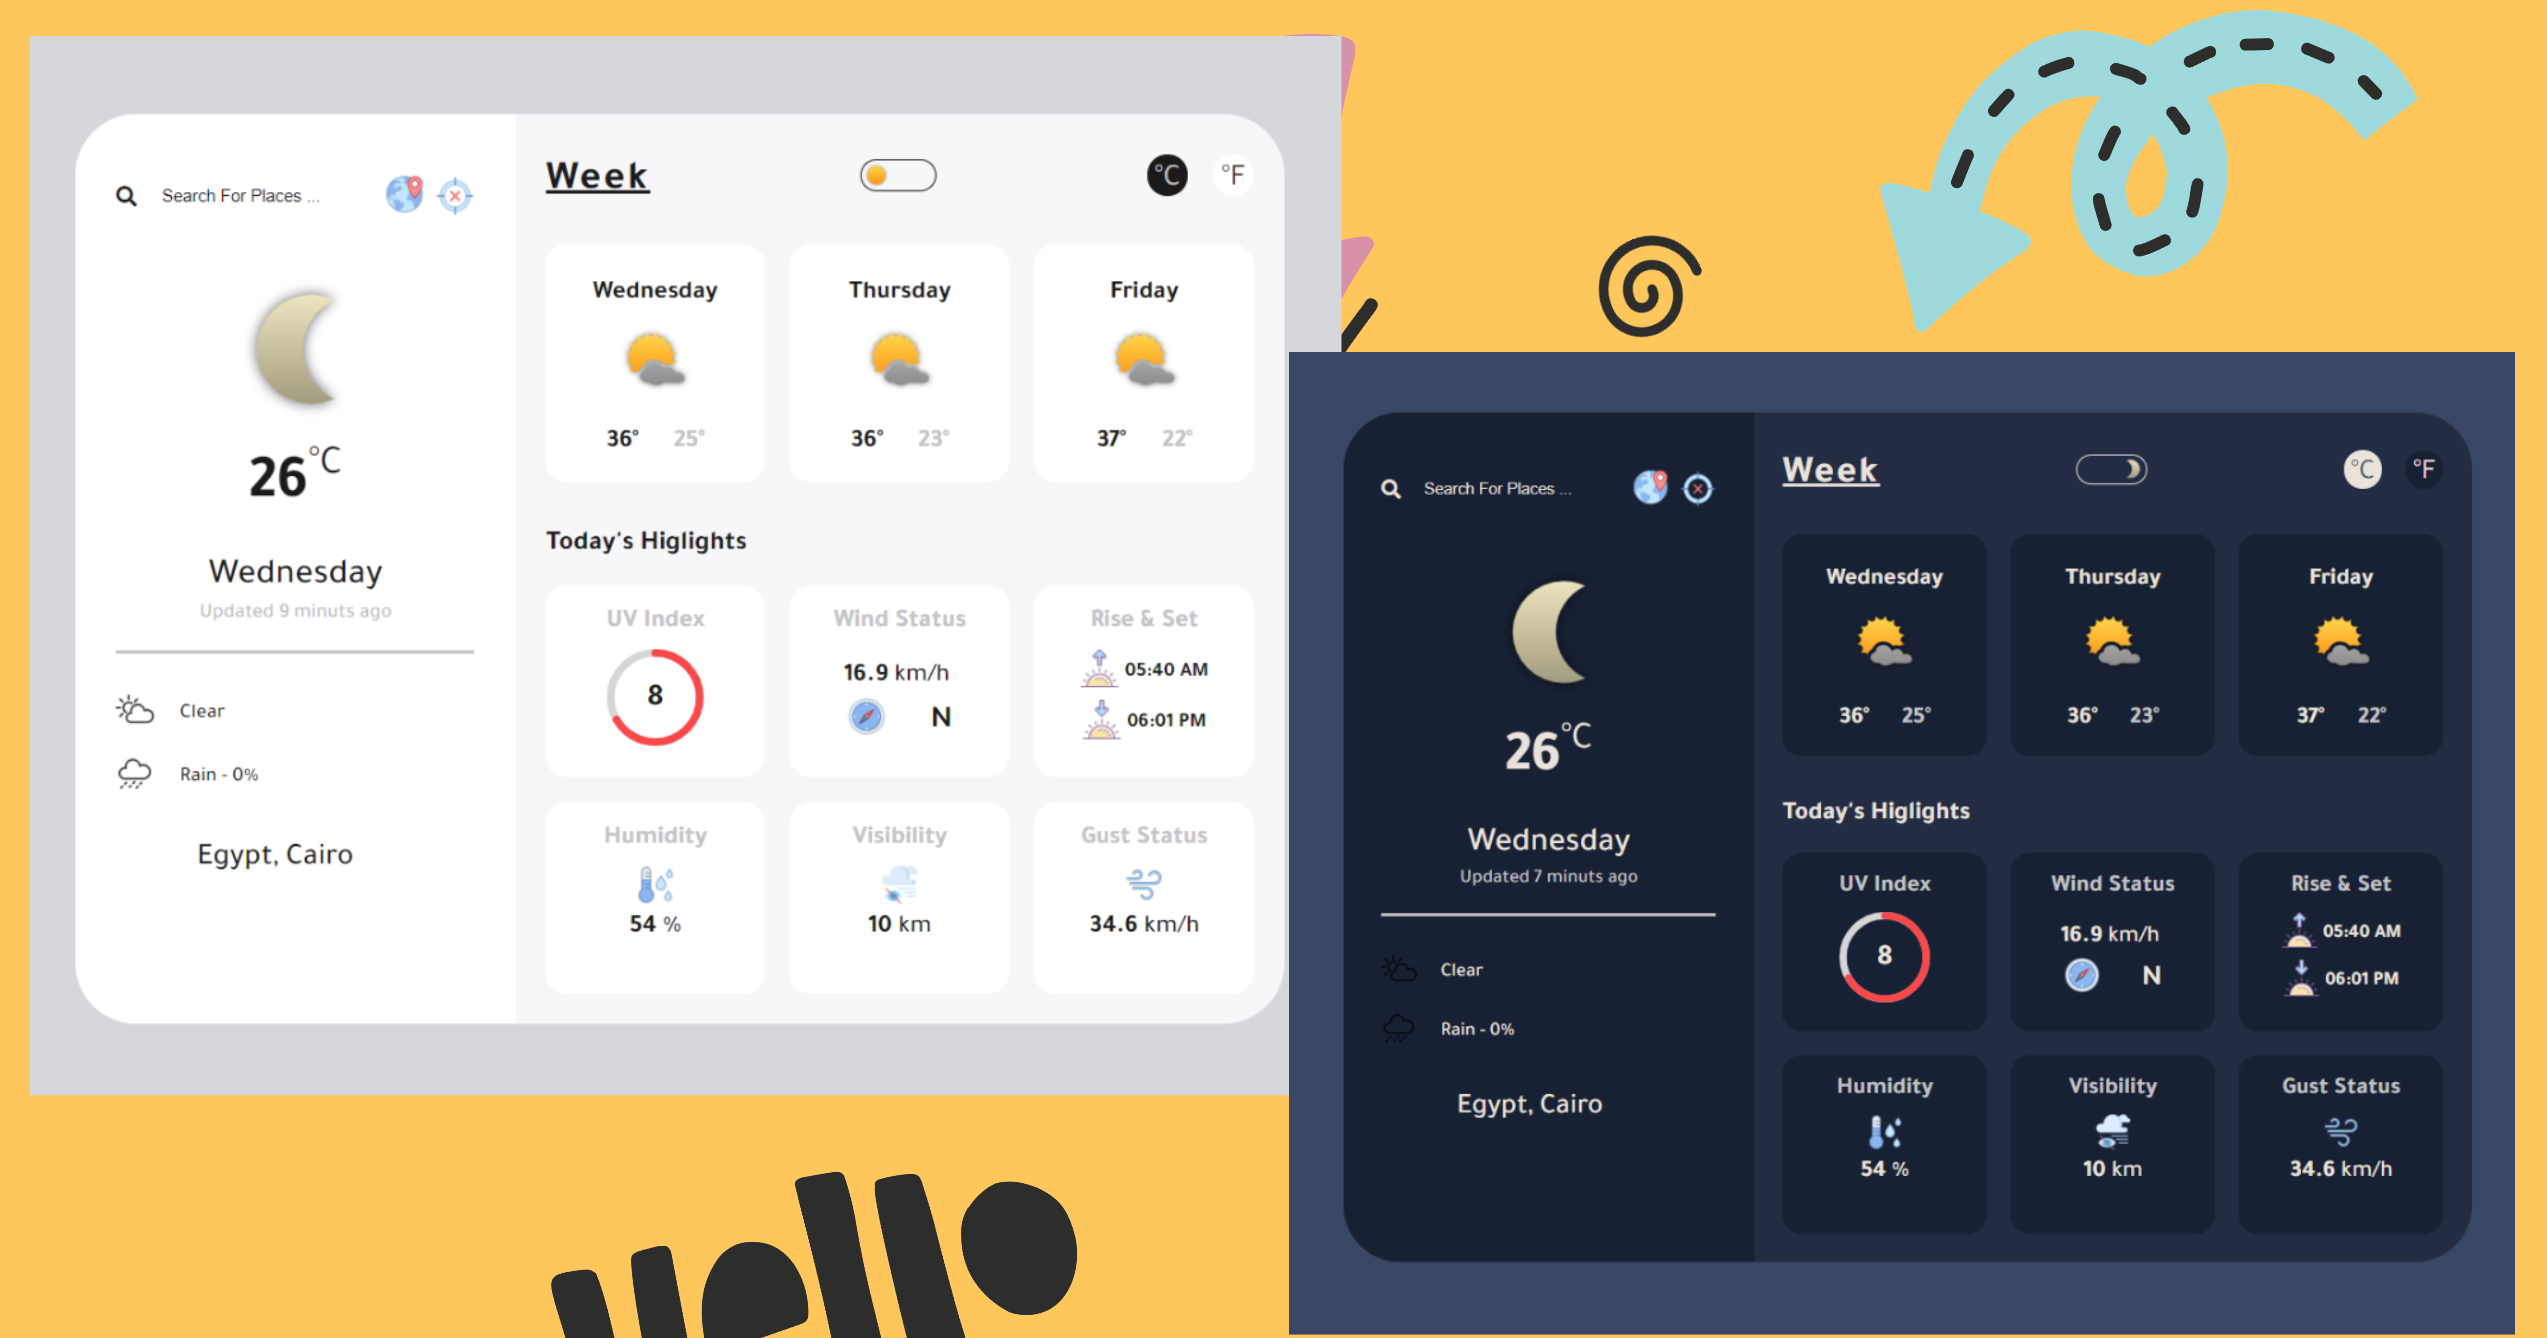 Search For Places ...
26 °C
Wednesday
Updated 9 minuts ago
Clear
Rain - 0%
Egypt, Cairo
Week
°C °F
Wednesday Thursday Friday
36° 25° 36° 23° 37° 22°
Today's Higlights
UV Index Wind Status Rise & Set
8
16.9 km/h
N
05:40 AM
06:01 PM
Humidity Visibility Gust Status
54 % 10 km 34.6 km/h
Search For Places ...
26 °C
Wednesday
Updated 7 minuts ago
Clear
Rain - 0%
Egypt, Cairo
Week
°C °F
Wednesday Thursday Friday
36° 25° 36° 23° 37° 22°
Today's Higlights
UV Index Wind Status Rise & Set
8
16.9 km/h
N
05:40 AM
06:01 PM
Humidity Visibility Gust Status
54 % 10 km 34.6 km/h
Hello